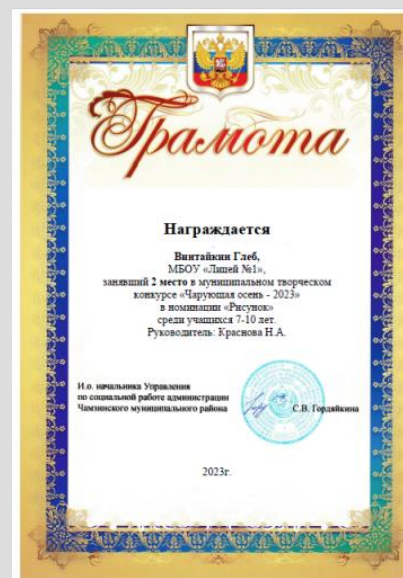 Грамота
Награждается
Винтайкин Глеб,
МБОУ «Лицей №1»,
занявший 2 место в муниципальном творческом
конкурсе «Чарующая осень - 2023»
в номинации «Рисунок»
среди учащихся 7-10 лет.
Руководитель: Краснова Н.А.
И.о. начальника Управления
по социальной работе администрации
Чамзинского муниципального района С.В. Гордяйкина
2023г.